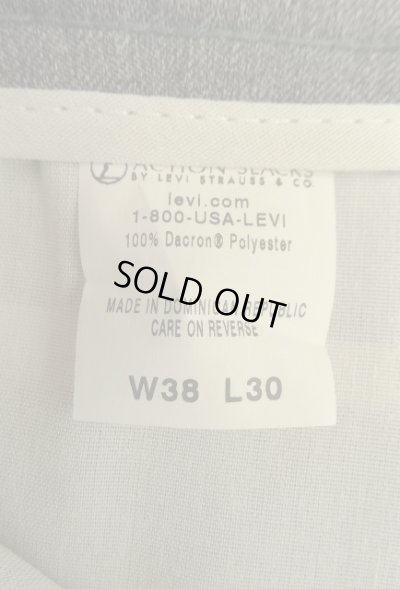 ACTION SLACKS
BY LEVI STRAUSS & CO.
levi.com
1-800-USA-LEVI
100% Dacron® Polyester
SOLD OUT
MADE IN DOMINICAN REPUBLIC
CARE ON REVERSE
W38 L30